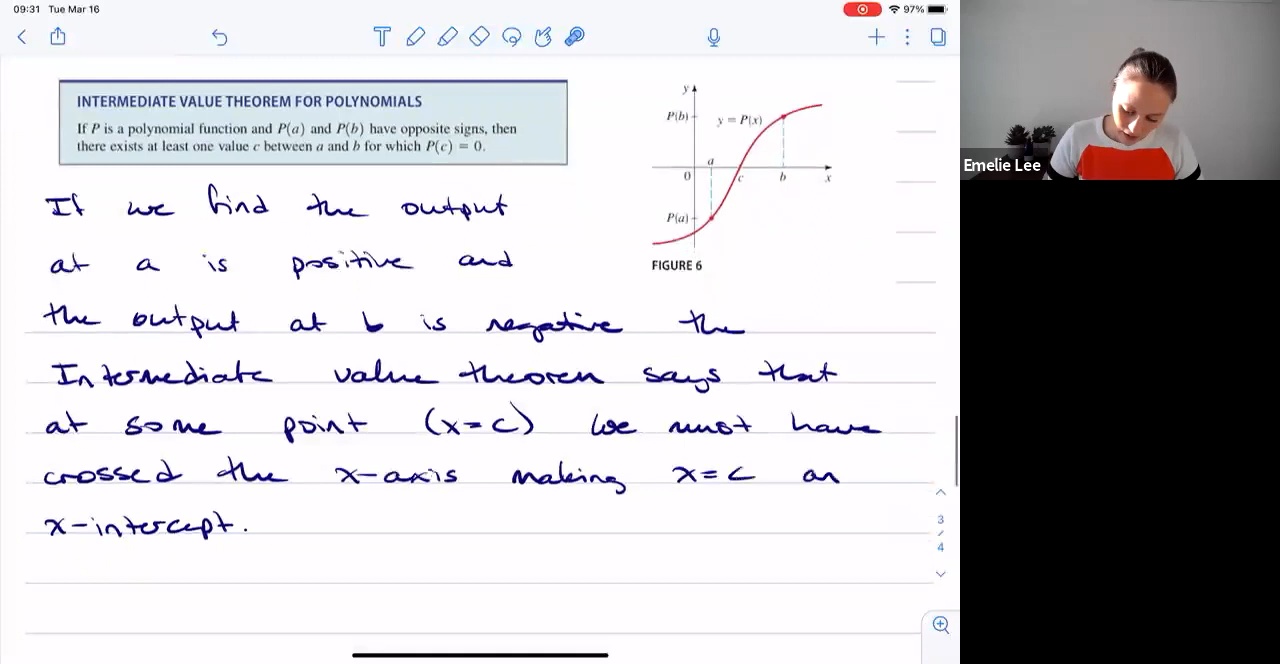 09:31 Tue Mar 16
97%
INTERMEDIATE VALUE THEOREM FOR POLYNOMIALS
If P is a polynomial function and P(a) and P(b) have opposite signs, then
there exists at least one value c between a and b for which P(c) = 0.
y
P(b)
y = P(x)
a
0
c
b
x
P(a)
FIGURE 6
If we find the output
at a is positive and
the output at b is negative the
Intermediate value theorem says that
at some point (x=c) we must have
crossed the x-axis making x=c an
x-intercept.
3
/
4
Emelie Lee